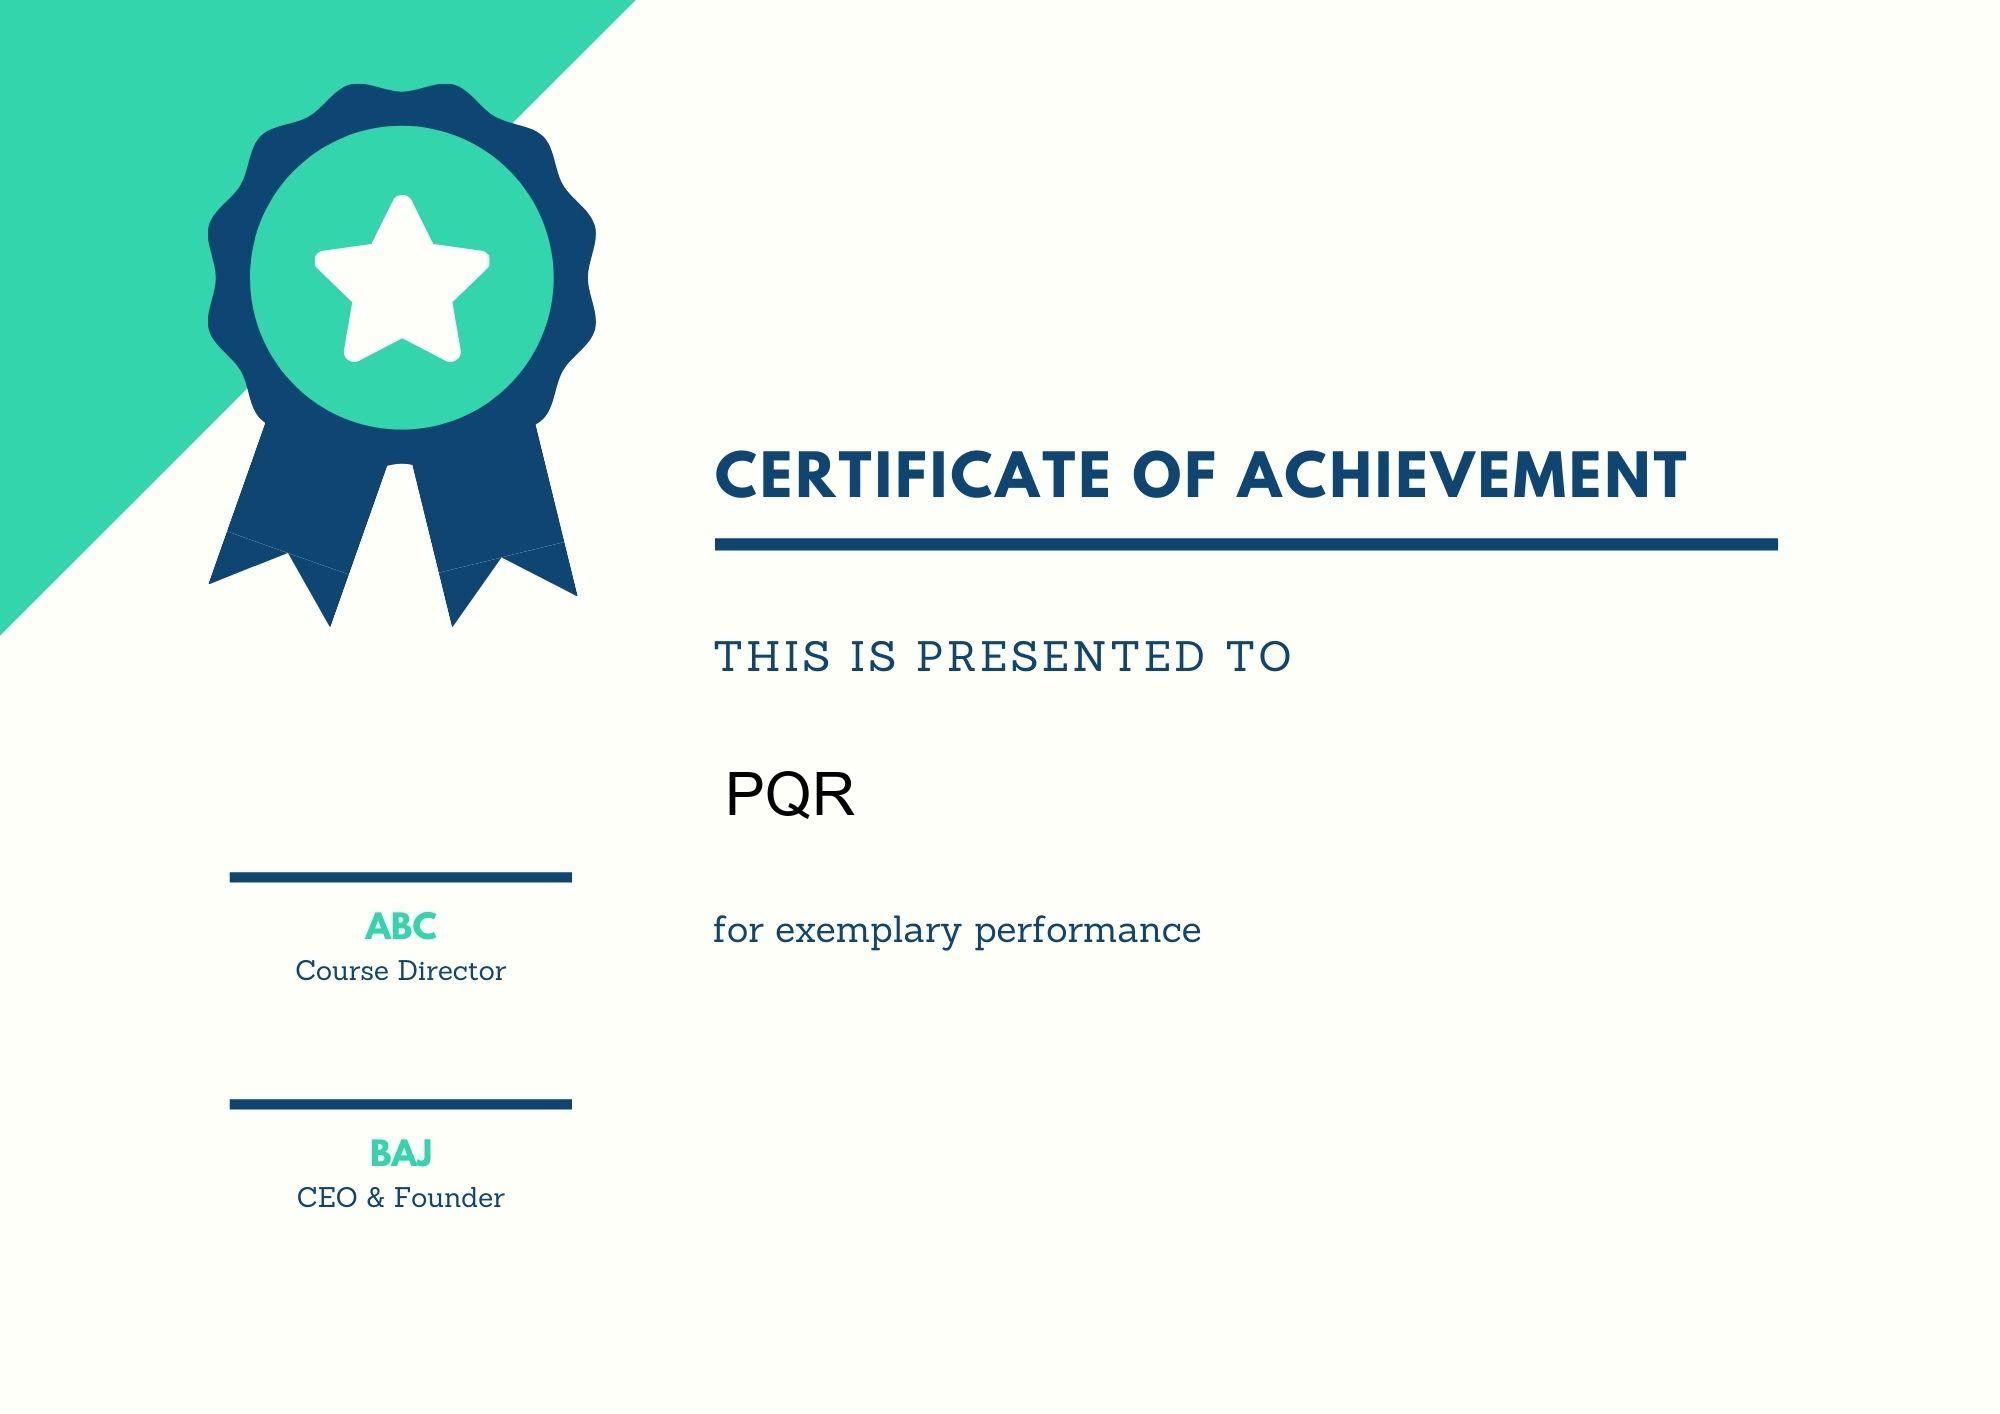 CERTIFICATE OF ACHIEVEMENT
THIS IS PRESENTED TO
PQR
for exemplary performance
ABC
Course Director
BAJ
CEO & Founder